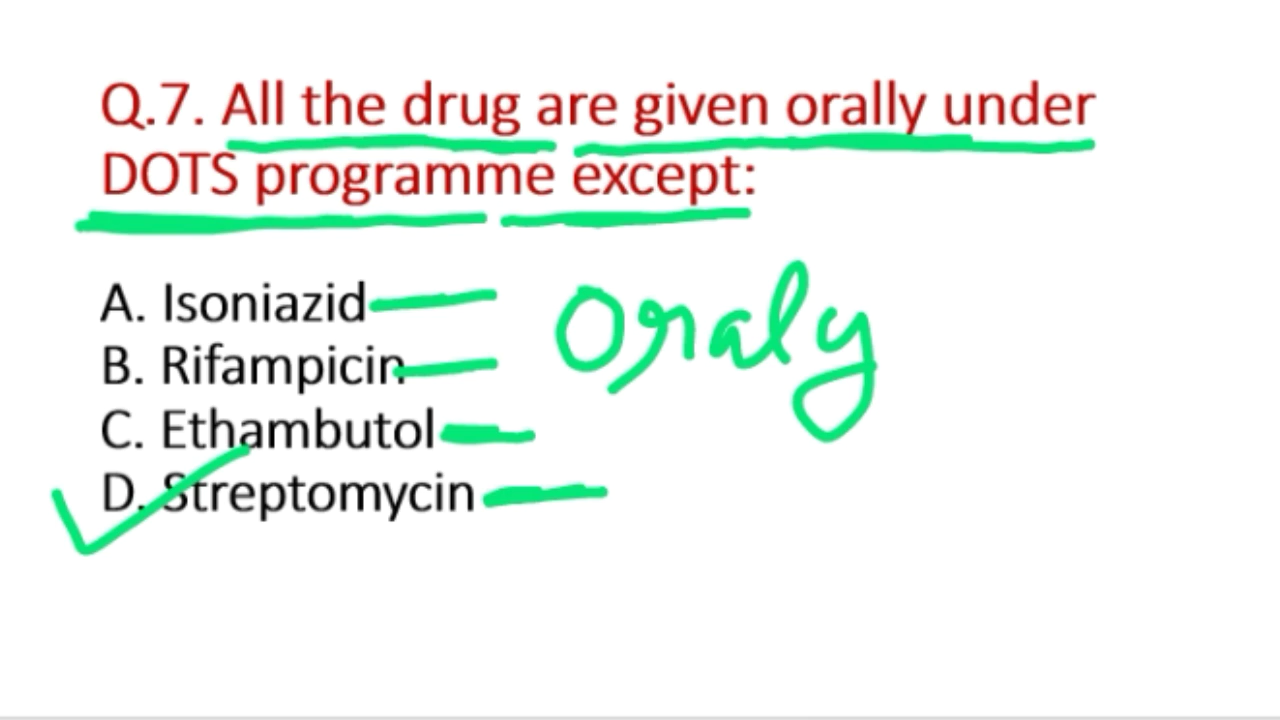 Q.7. All the drug are given orally under
DOTS programme except:
A. Isoniazid
B. Rifampicin
C. Ethambutol
D. Streptomycin
oraly